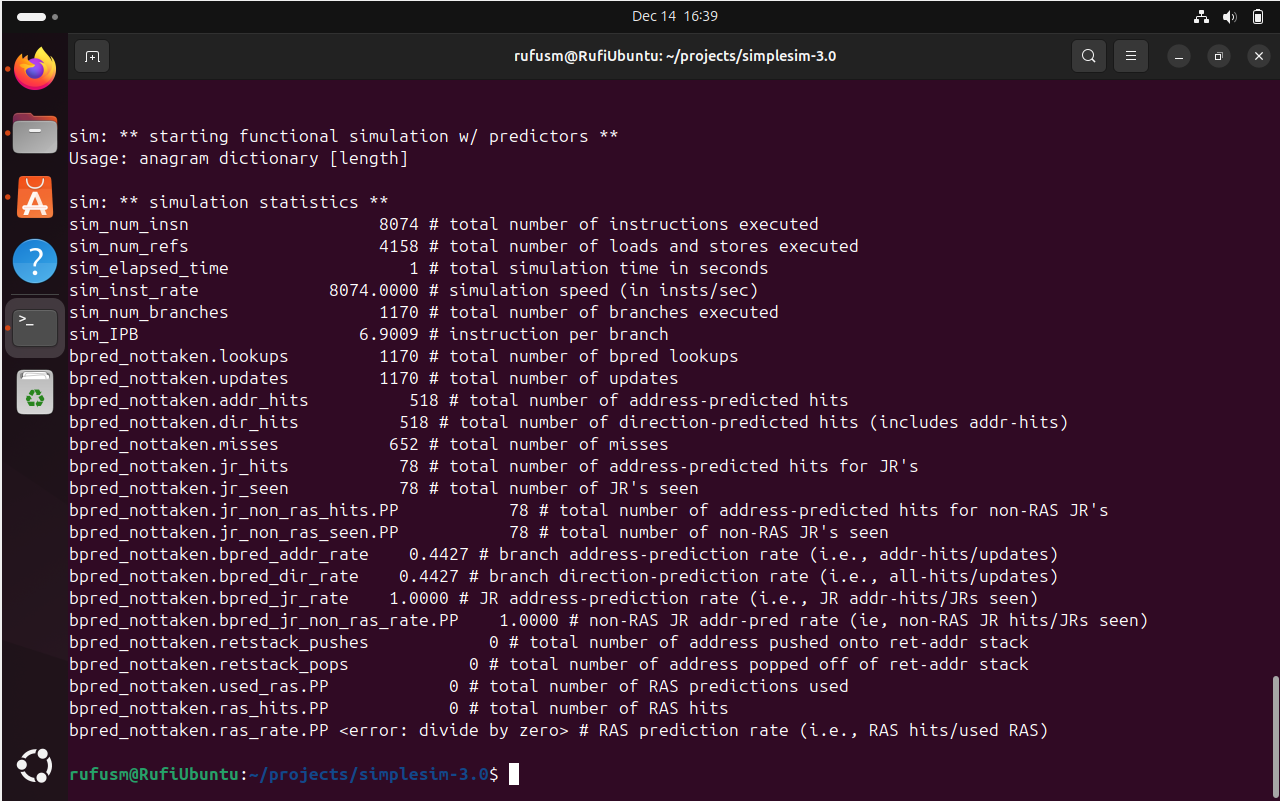 Dec 14 16:39
rufusm@RufiUbuntu: ~/projects/simplesim-3.0
sim: ** starting functional simulation w/ predictors **
Usage: anagram dictionary [length]
sim: ** simulation statistics **
sim_num_insn 8074 # total number of instructions executed
sim_num_refs 4158 # total number of loads and stores executed
sim_elapsed_time 1 # total simulation time in seconds
sim_inst_rate 8074.0000 # simulation speed (in insts/sec)
sim_num_branches 1170 # total number of branches executed
sim_IPB 6.9009 # instruction per branch
bpred_nottaken.lookups 1170 # total number of bpred lookups
bpred_nottaken.updates 1170 # total number of updates
bpred_nottaken.addr_hits 518 # total number of address-predicted hits
bpred_nottaken.dir_hits 518 # total number of direction-predicted hits (includes addr-hits)
bpred_nottaken.misses 652 # total number of misses
bpred_nottaken.jr_hits 78 # total number of address-predicted hits for JR's
bpred_nottaken.jr_seen 78 # total number of JR's seen
bpred_nottaken.jr_non_ras_hits.PP 78 # total number of address-predicted hits for non-RAS JR's
bpred_nottaken.jr_non_ras_seen.PP 78 # total number of non-RAS JR's seen
bpred_nottaken.bpred_addr_rate 0.4427 # branch address-prediction rate (i.e., addr-hits/updates)
bpred_nottaken.bpred_dir_rate 0.4427 # branch direction-prediction rate (i.e., all-hits/updates)
bpred_nottaken.bpred_jr_rate 1.0000 # JR address-prediction rate (i.e., JR addr-hits/JRs seen)
bpred_nottaken.bpred_jr_non_ras_rate.PP 1.0000 # non-RAS JR addr-pred rate (ie, non-RAS JR hits/JRs seen)
bpred_nottaken.retstack_pushes 0 # total number of address pushed onto ret-addr stack
bpred_nottaken.retstack_pops 0 # total number of address popped off of ret-addr stack
bpred_nottaken.used_ras.PP 0 # total number of RAS predictions used
bpred_nottaken.ras_hits.PP 0 # total number of RAS hits
bpred_nottaken.ras_rate.PP <error: divide by zero> # RAS prediction rate (i.e., RAS hits/used RAS)
rufusm@RufiUbuntu:~/projects/simplesim-3.0$